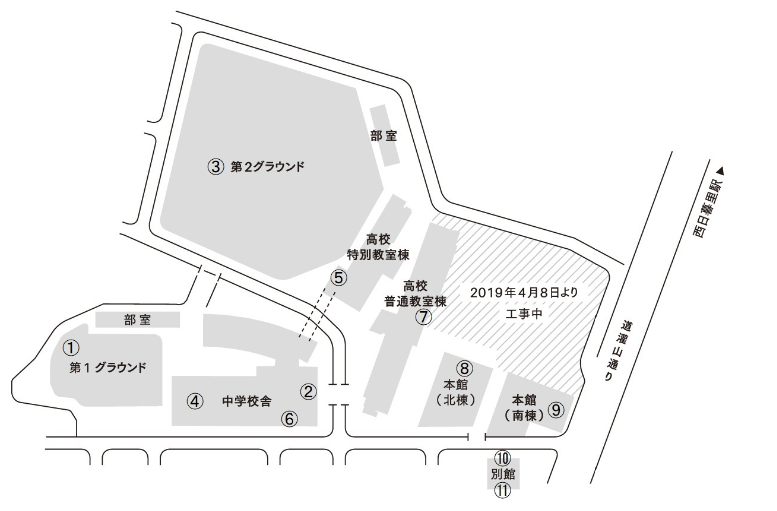 部室
③ 第2グラウンド
西日暮里駅▲
高校
特別教室棟
⑤
高校
普通教室棟
⑦
2019年4月8日より
工事中
部室
①
第1グラウンド
道灌山通り
④ 中学校舎 ②
⑥
⑧
本館
(北棟)
本館
(南棟) ⑨
⑩
別館
⑪